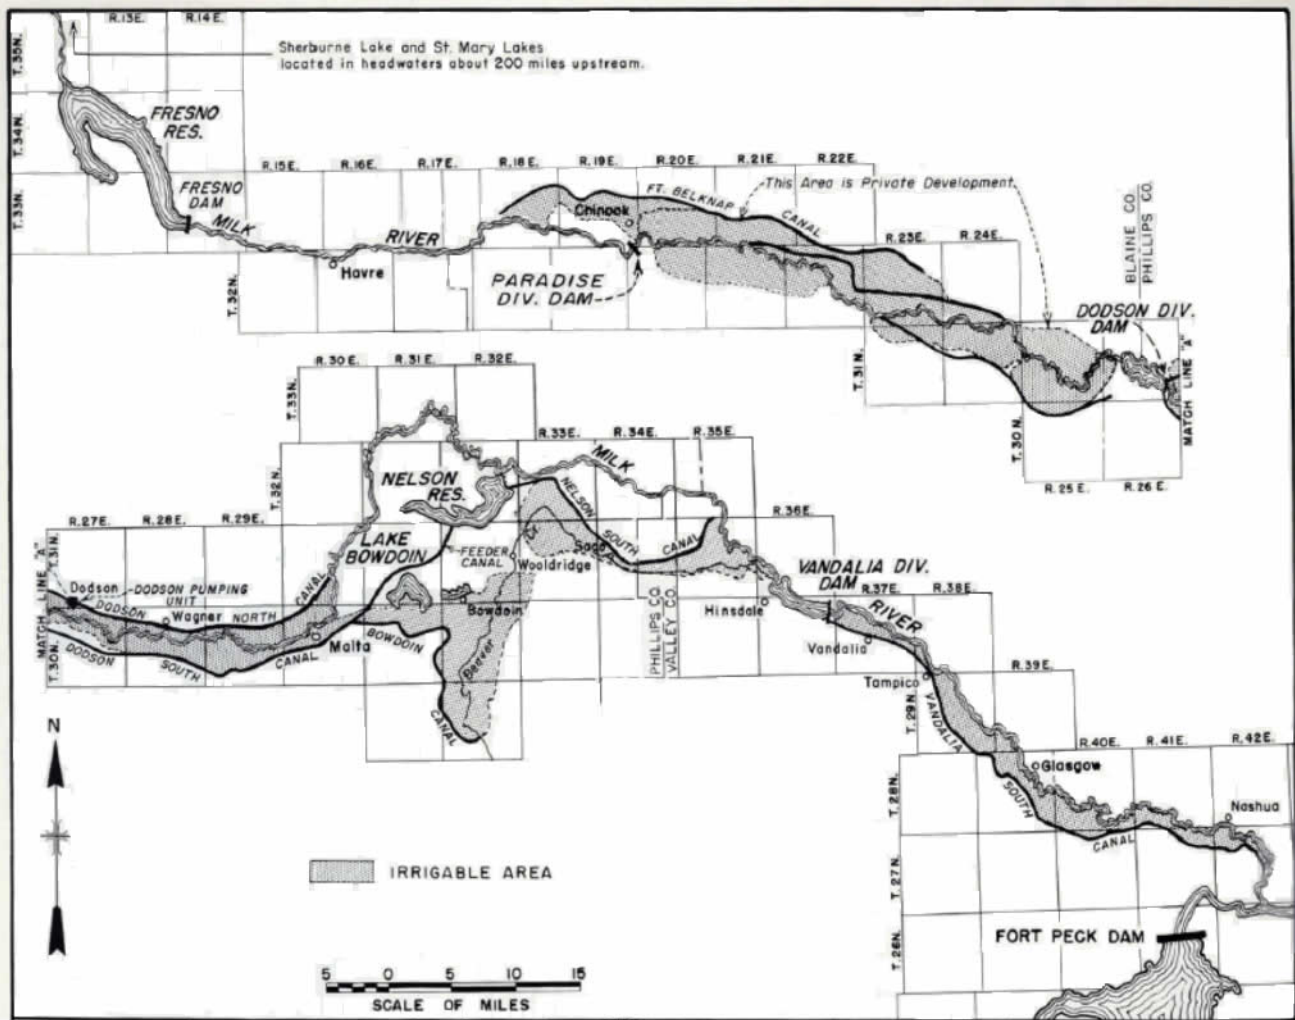 R.13E. R.14E.
Sherburne Lake and St. Mary Lakes
located in headwaters about 200 miles upstream.
T.35N.
T.34N.
T.33N.
FRESNO
RES.
FRESNO
DAM
R.15E. R.16E. R.17E. R.18E. R.19E. R.20E. R.21E. R.22E.
This Area is Private Development
FT. BELKNAP CANAL
Chinook
MILK RIVER
Havre
T.32N.
PARADISE
DIV. DAM
R.23E. R.24E.
BLAINE CO.
PHILLIPS CO.
DODSON DIV.
DAM
T.31N.
T.30N.
MATCH LINE "A"
R.25E. R.26E.
R.30E. R.31E. R.32E.
T.33N.
T.32N.
R.33E. R.34E. R.35E.
MILK
NELSON
RES.
NELSON SOUTH CANAL
R.27E. R.28E. R.29E.
R.36E.
LAKE
BOWDOIN
FEEDER
CANAL
Cr.
Saco
Wooldridge
MATCH LINE "A"
T.31N.
T.30N.
Dodson
DODSON PUMPING
UNIT
DODSON NORTH CANAL
Wagner
Bowdoin
Malta
DODSON SOUTH CANAL
BOWDOIN CANAL
Beaver
PHILLIPS CO.
VALLEY CO.
Hinsdale
VANDALIA DIV.
DAM
R.37E. R.38E.
RIVER
Vandalia
Tampico
R.39E.
T.29N.
VANDALIA SOUTH CANAL
R.40E. R.41E. R.42E.
Glasgow
Nashua
T.28N.
T.27N.
T.26N.
FORT PECK DAM
N
IRRIGABLE AREA
5 0 5 10 15
SCALE OF MILES